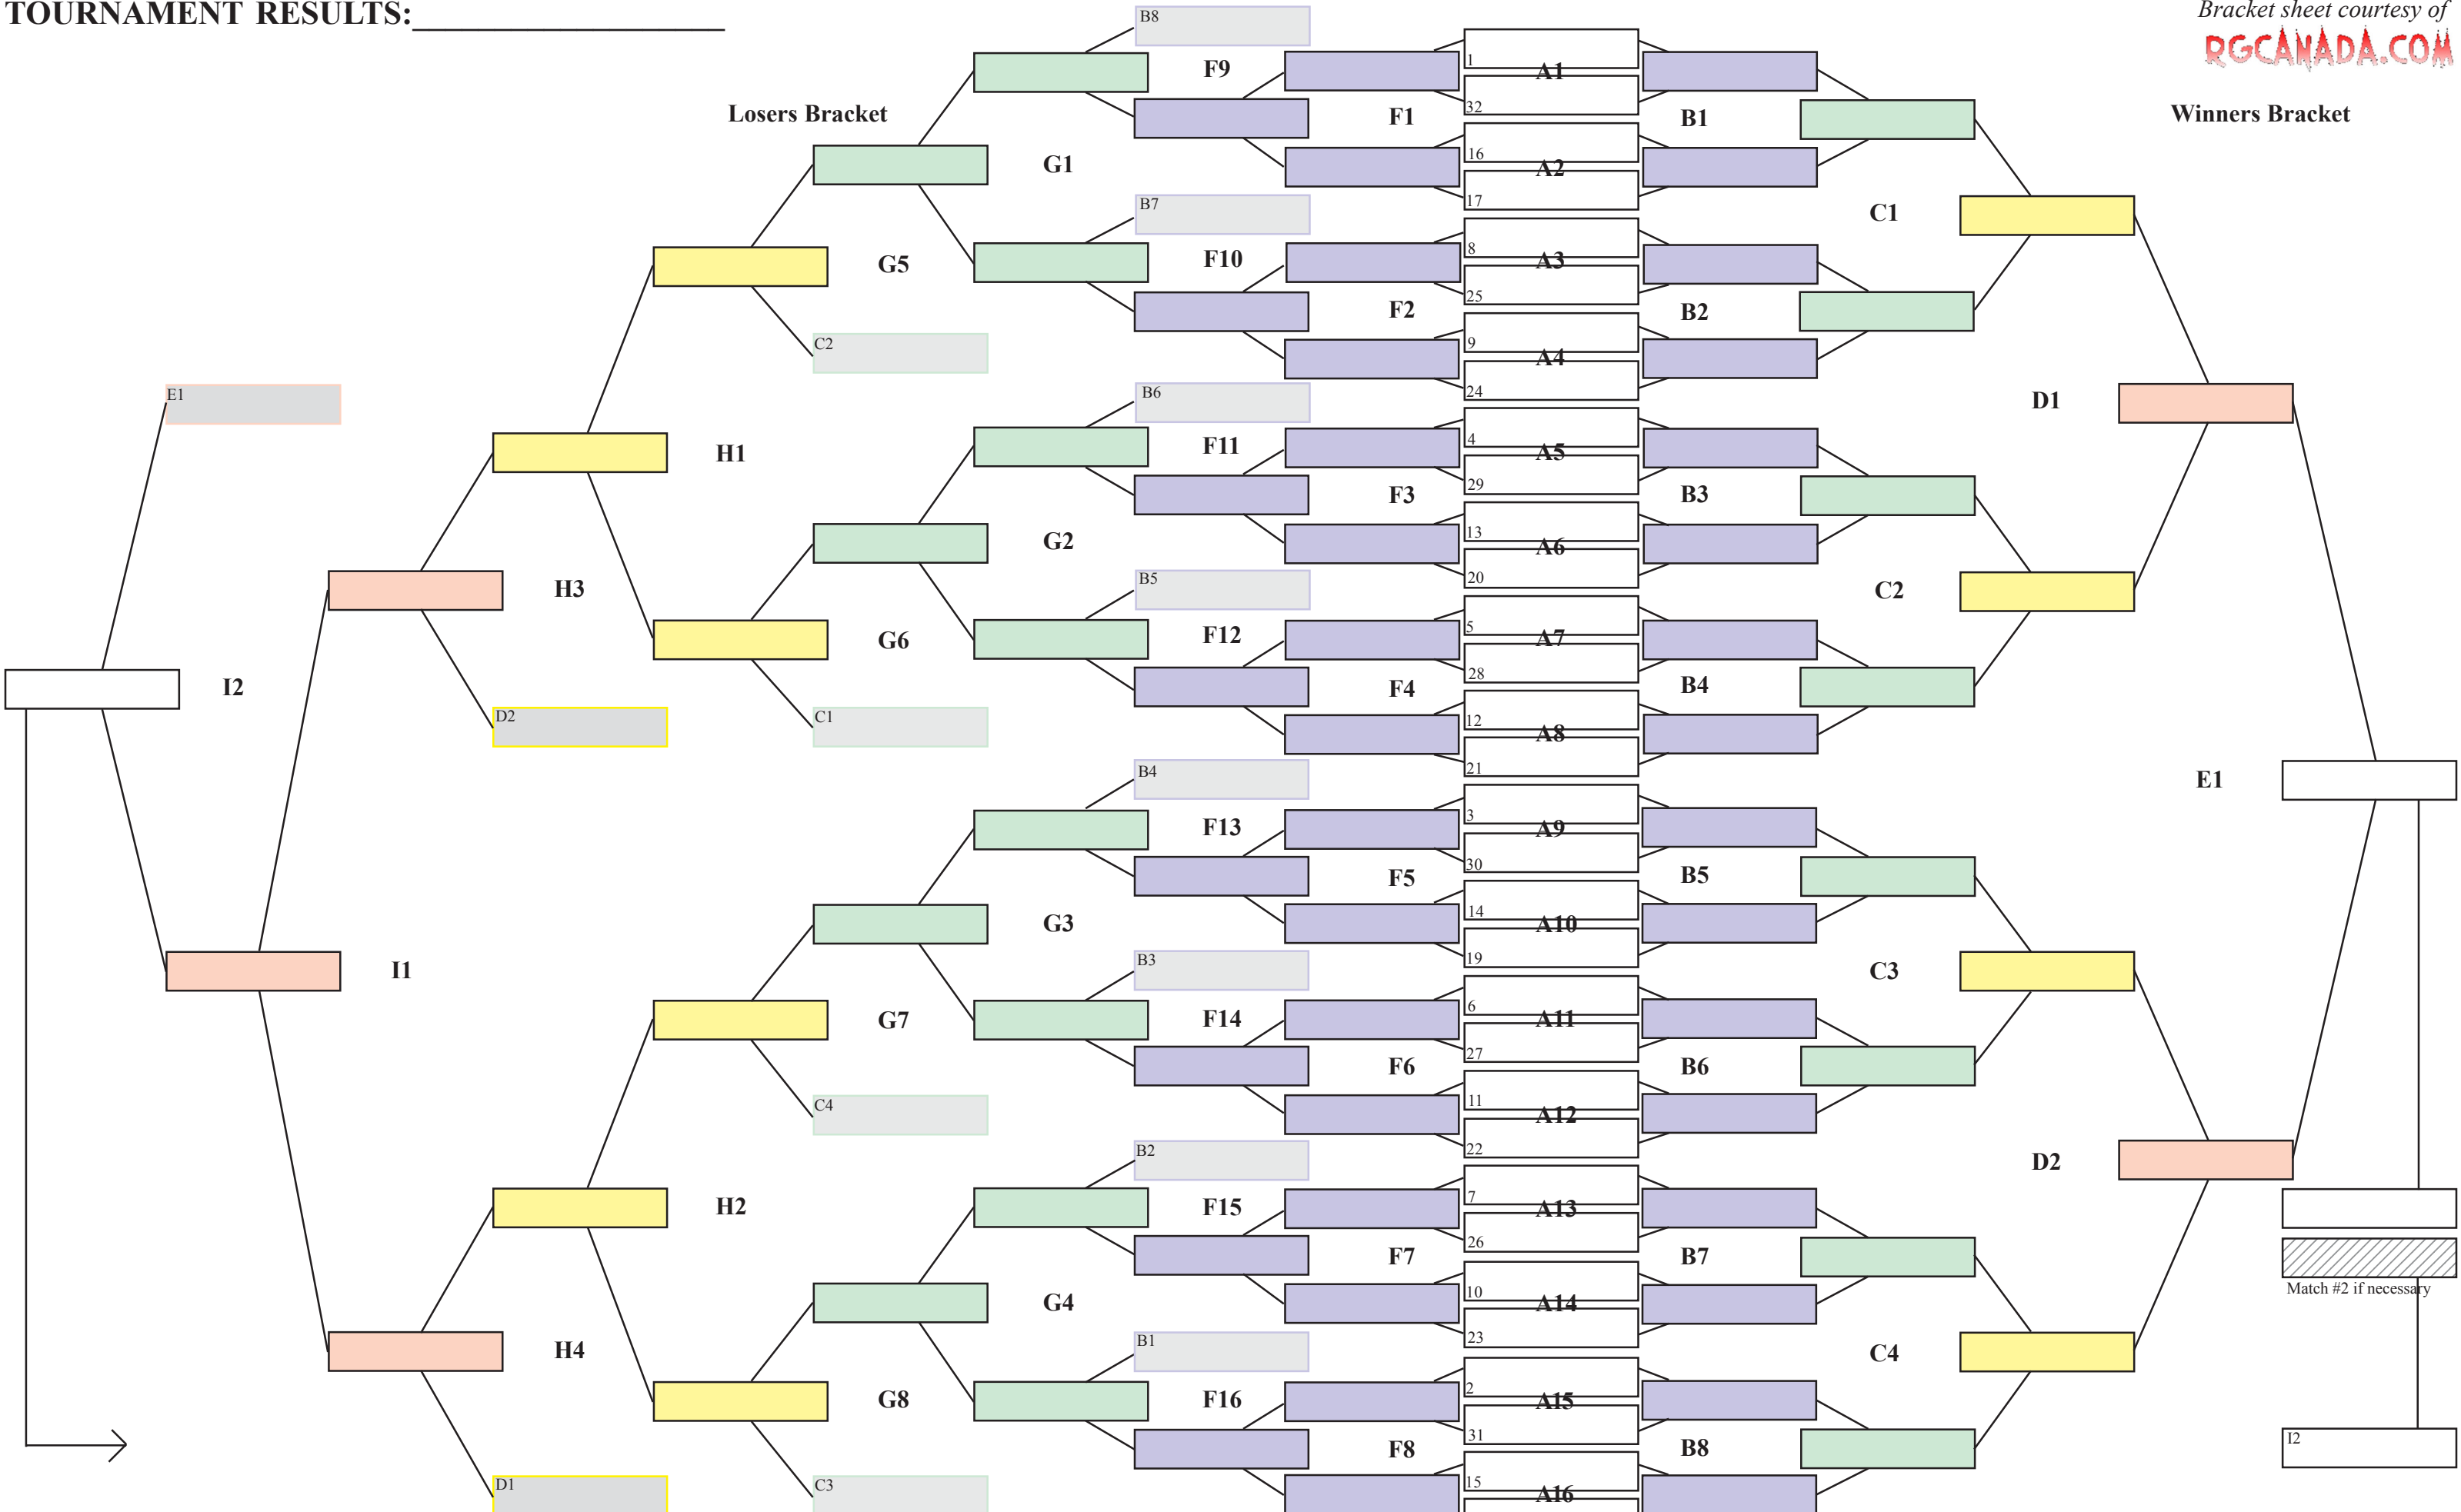 TOURNAMENT RESULTS:___________________
Bracket sheet courtesy of
RGCANADA.COM
Losers Bracket
Winners Bracket
B8
F9
1
A1
32
F1
B1
G1
16
A2
17
B7
C1
F10
8
A3
G5
25
F2
B2
C2
9
A4
24
E1
B6
D1
F11
4
A5
H1
29
F3
B3
13
G2
A6
20
B5
H3
C2
F12
5
A7
G6
28
I2
F4
B4
D2
C1
12
A8
21
B4
E1
F13
3
A9
30
F5
B5
14
G3
A10
19
B3
I1
C3
F14
6
A11
G7
27
F6
B6
C4
11
A12
22
B2
D2
F15
7
A13
H2
26
F7
B7
Match #2 if necessary
10
G4
A14
23
B1
H4
C4
F16
2
A15
G8
31
F8
B8
I2
D1
C3
15
A16